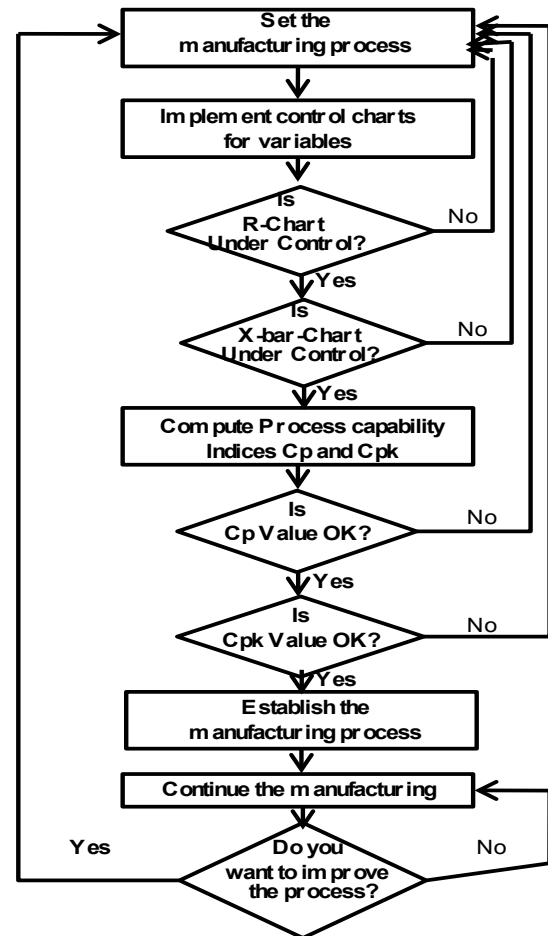 Set the
manufacturing process
Implement control charts
for variables
Is
R-Chart
Under Control?
No
Yes
Is
X-bar-Chart
Under Control?
No
Yes
Compute Process capability
Indices Cp and Cpk
Is
Cp Value OK?
No
Yes
Is
Cpk Value OK?
No
Yes
Establish the
manufacturing process
Continue the manufacturing
Yes
Do you
want to improve
the process?
No